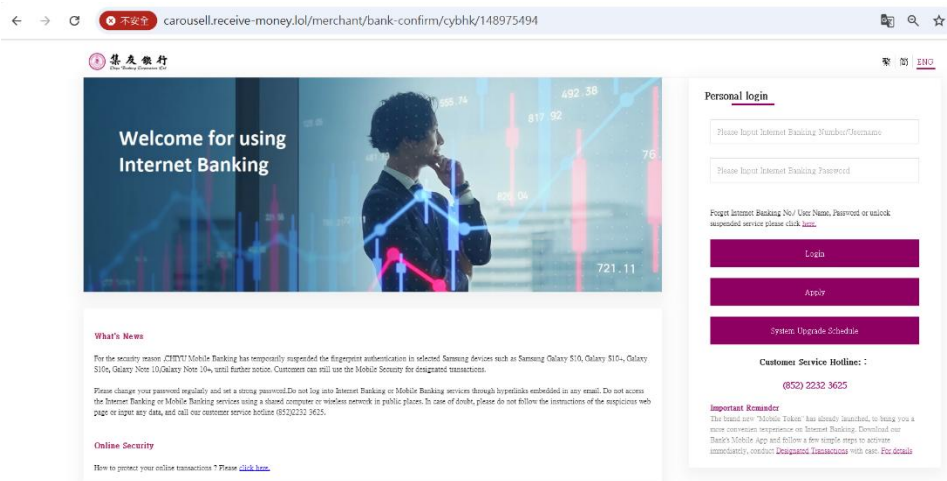 不安全 carousell.receive-money.lol/merchant/bank-confirm/cybhk/148975494
集友銀行
Chiyu Banking Corporation Ltd.
繁 简 ENG
Welcome for using
Internet Banking
555.74
492.38
817.92
76
721.11
Personal login
Please Input Internet Banking Number/Username
Please Input Internet Banking Password
Forget Internet Banking No./ User Name, Password or unlock
suspended service please click here.
Login
Apply
System Upgrade Schedule
Customer Service Hotline: :
(852) 2232 3625
Important Reminder
The brand new "Mobile Token" has already launched, to bring you a
more convenien texperience on Internet Banking. Download our
Bank's Mobile App and follow a few simple steps to activate
immediately, conduct Designated Transactions with ease. For details
What's News
For the security reason ,CHIYU Mobile Banking has temporarily suspended the fingerprint authentication in selected Samsung devices such as Samsung Galaxy S10, Galaxy S10+, Galaxy
S10e, Galaxy Note 10,Galaxy Note 10+, until further notice. Customers can still use the Mobile Security for designated transactions.
Please change your password regularly and set a strong password.Do not log into Internet Banking or Mobile Banking services through hyperlinks embedded in any email. Do not access
the Internet Banking or Mobile Banking services using a shared computer or wireless network in public places. In case of doubt, please do not follow the instructions of the suspicious web
page or input any data, and call our customer service hotline (852)2232 3625.
Online Security
How to protect your online transactions ? Please click here.